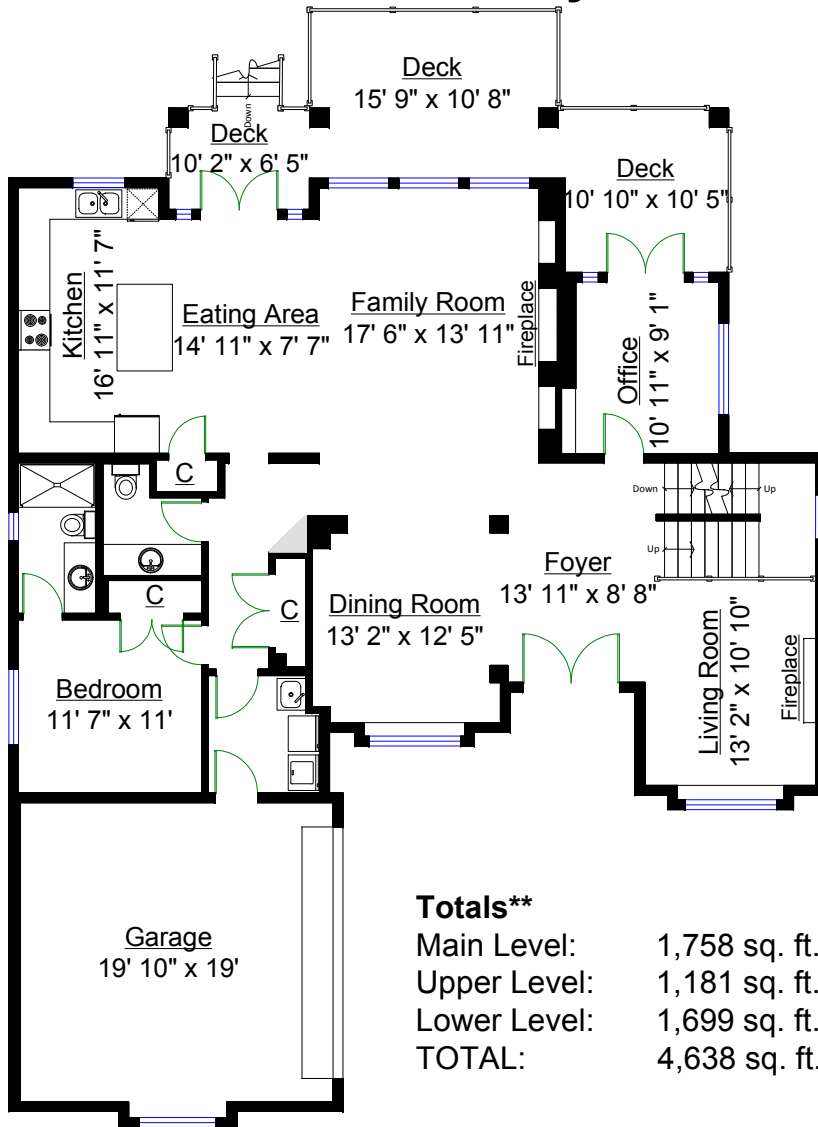 Deck
15' 9" x 10' 8"
Down
Deck
10' 2" x 6' 5"
Deck
10' 10" x 10' 5"
Kitchen
16' 11" x 11' 7"
Eating Area
14' 11" x 7' 7"
Family Room
17' 6" x 13' 11"
Fireplace
Office
10' 11" x 9' 1"
C
Down
Up
Up
Foyer
13' 11" x 8' 8"
C
C
Dining Room
13' 2" x 12' 5"
Living Room
13' 2" x 10' 10"
Fireplace
Bedroom
11' 7" x 11'
Garage
19' 10" x 19'
Totals**
Main Level: 1,758 sq. ft.
Upper Level: 1,181 sq. ft.
Lower Level: 1,699 sq. ft.
TOTAL: 4,638 sq. ft.